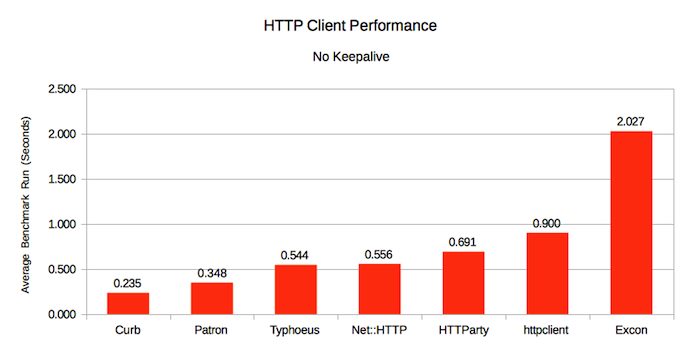 HTTP Client Performance
No Keepalive
Average Benchmark Run (Seconds)
2.500
2.000
1.500
1.000
0.500
0.000
0.235
0.348
0.544
0.556
0.691
0.900
2.027
Curb
Patron
Typhoeus
Net::HTTP
HTTParty
httpclient
Excon